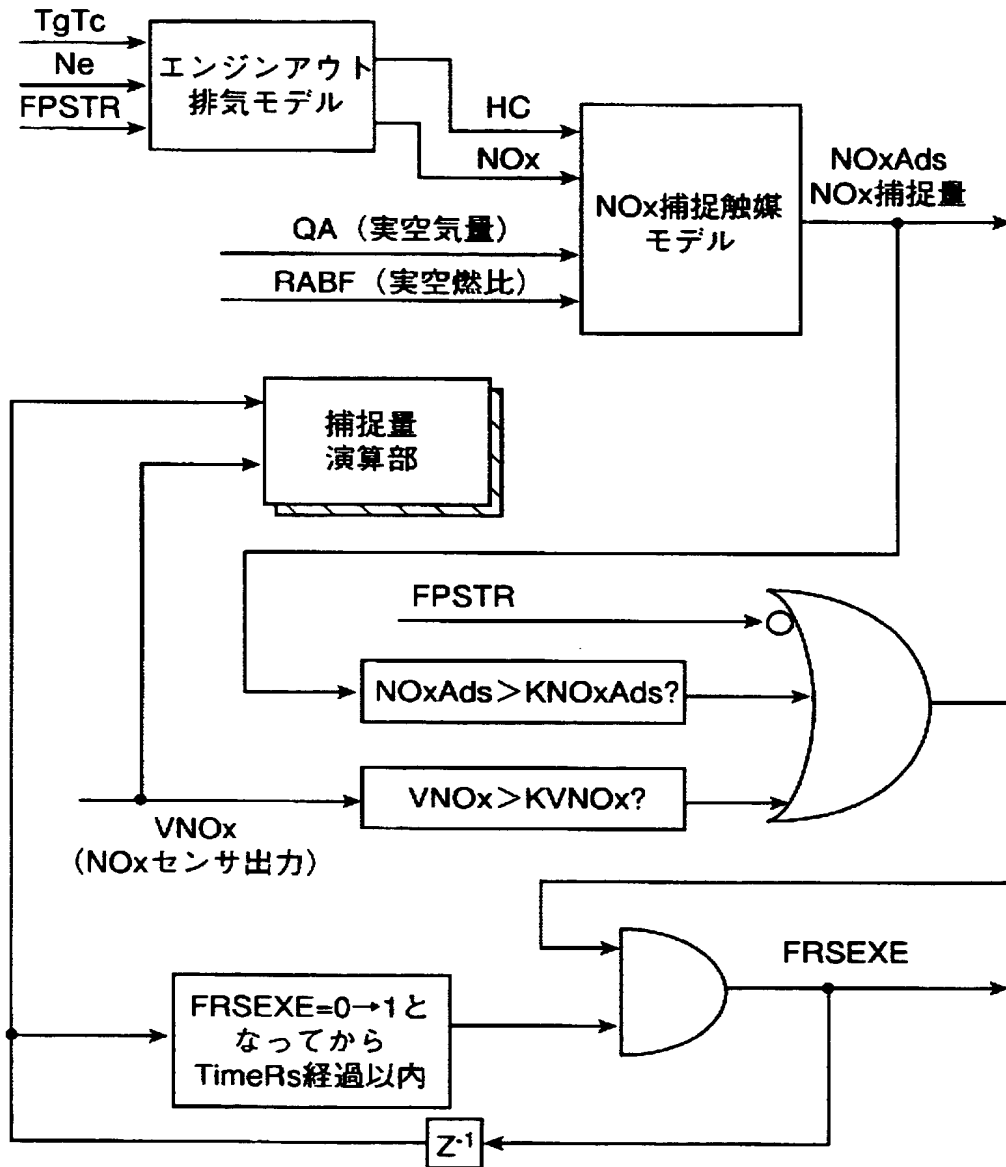 TgTc
Ne
FPSTR
エンジンアウト
排気モデル
HC
NOx
QA（実空気量）
RABF（実空燃比）
NOx捕捉触媒
モデル
NOxAds
NOx捕捉量
捕捉量
演算部
FPSTR
NOxAds＞KNOxAds?
VNOx＞KVNOx?
VNOx
（NOxセンサ出力）
FRSEXE
FRSEXE=0→1と
なってから
TimeRs経過以内
Z⁻¹